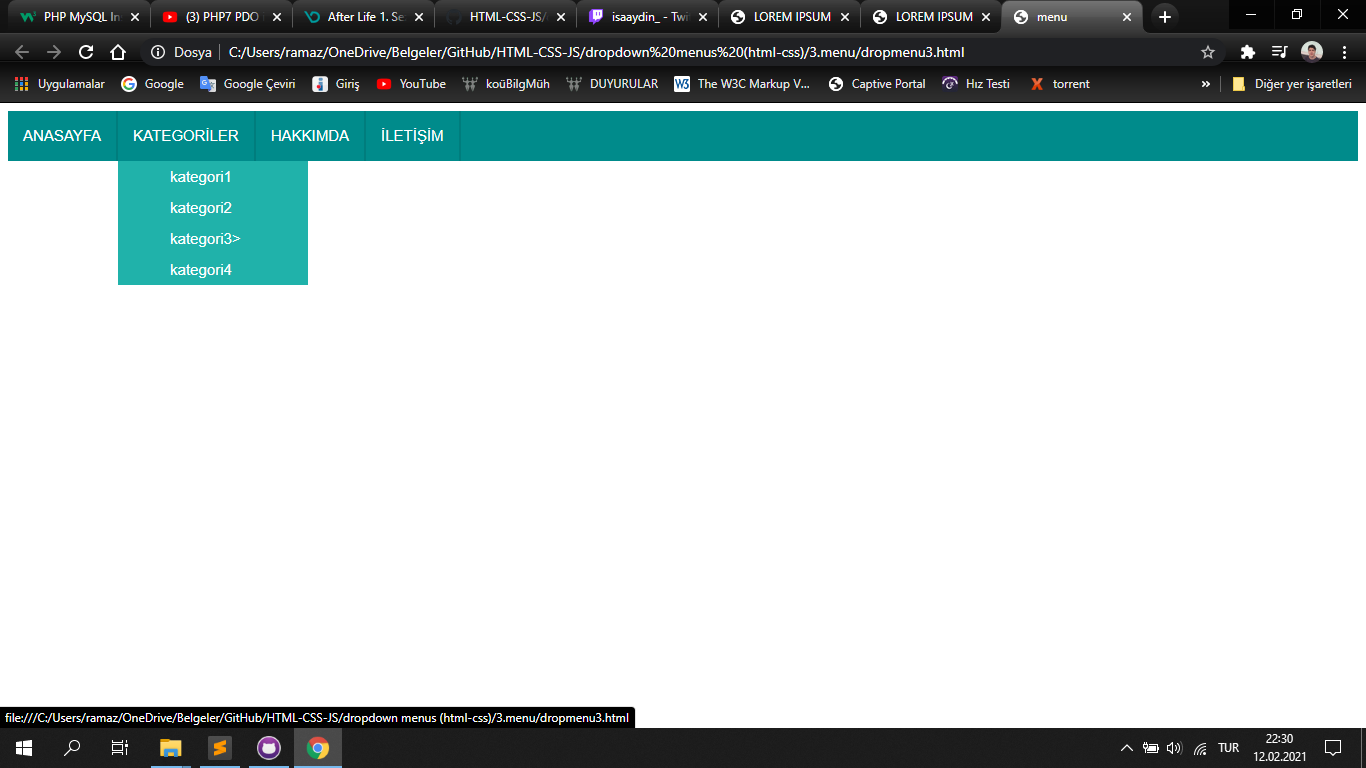 PHP MySQL In
(3) PHP7 PDO
After Life 1. Se
HTML-CSS-JS/
isaaydin_ - Twi
LOREM IPSUM
LOREM IPSUM
menu
Dosya
C:/Users/ramaz/OneDrive/Belgeler/GitHub/HTML-CSS-JS/dropdown%20menus%20(html-css)/3.menu/dropmenu3.html
Uygulamalar
Google
Google Çeviri
Giriş
YouTube
koüBilgMüh
DUYURULAR
The W3C Markup V...
Captive Portal
Hız Testi
torrent
»
Diğer yer işaretleri
ANASAYFA
KATEGORİLER
HAKKIMDA
İLETİŞİM
kategori1
kategori2
kategori3>
kategori4
file:///C:/Users/ramaz/OneDrive/Belgeler/GitHub/HTML-CSS-JS/dropdown menus (html-css)/3.menu/dropmenu3.html
TUR
22:30
12.02.2021